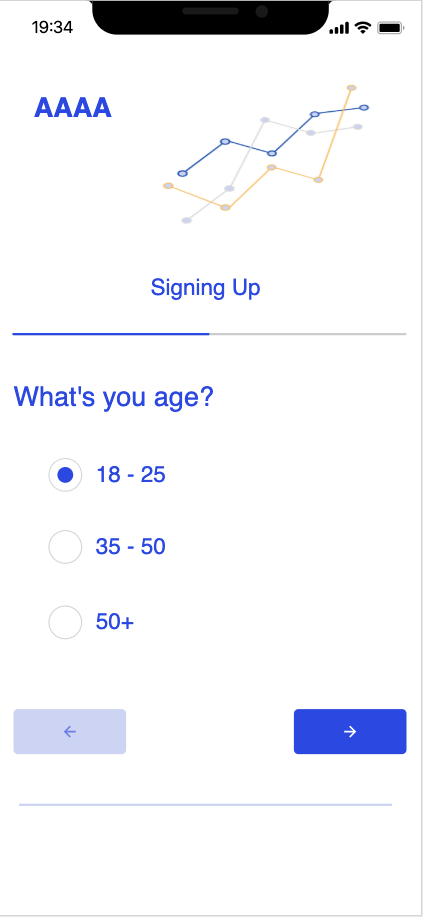 19:34
AAAA
Signing Up
What's you age?
18 - 25
35 - 50
50+